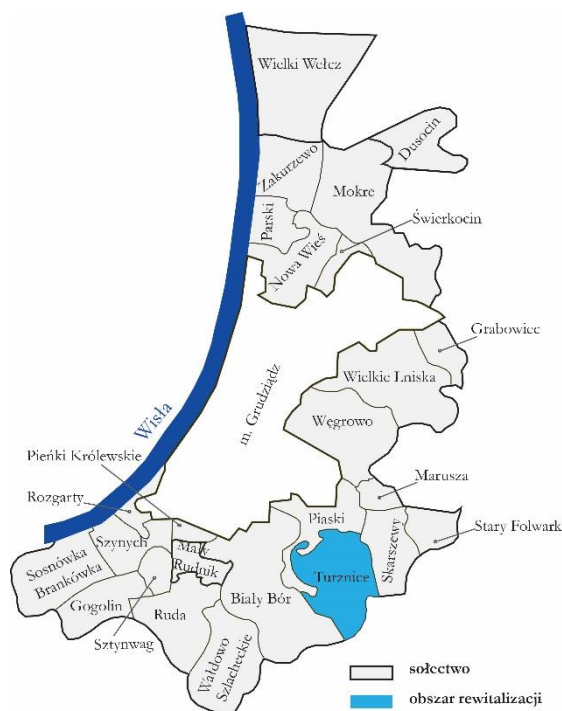 Wielki Wełcz
Dusocin
Zakurzewo
Mokre
Parski
Świerkocin
Nowa Wieś
Grabowiec
Wielkie Lniska
m. Grudziądz
Wisła
Węgrowo
Pieńki Królewskie
Marusza
Rozgarty
Piaski
Stary Folwark
Szynych
Mały
Rudnik
Skarszewy
Sosnówka
Brankówka
Turznice
Gogolin
Ruda
Biały Bór
Sztynwag
Wałdowo
Szlacheckie
sołectwo
obszar rewitalizacji